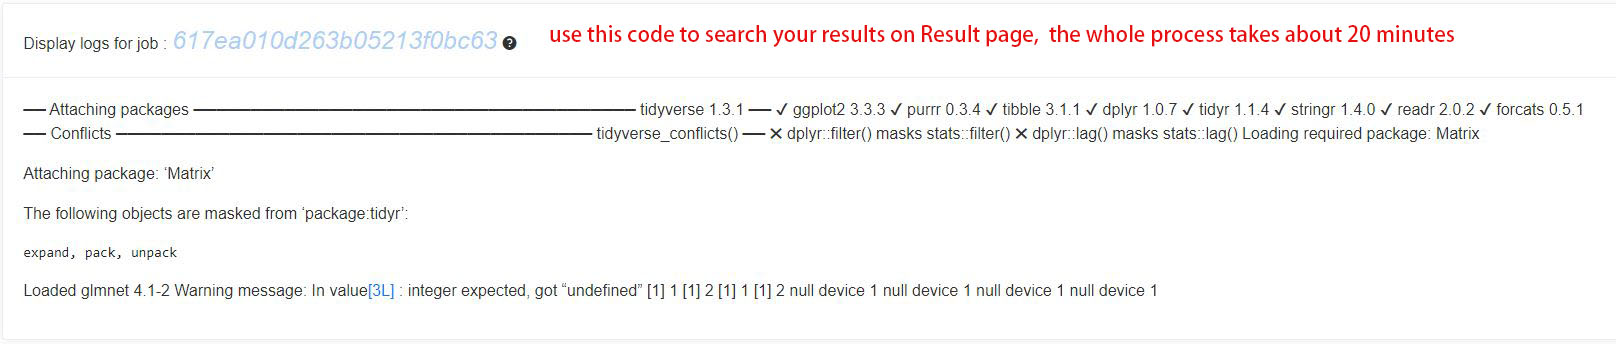 Display logs for job : 617ea010d263b05213f0bc63 ? use this code to search your results on Result page, the whole process takes about 20 minutes
── Attaching packages ─────────────────────────────────────── tidyverse 1.3.1 ── ✓ ggplot2 3.3.3 ✓ purrr 0.3.4 ✓ tibble 3.1.1 ✓ dplyr 1.0.7 ✓ tidyr 1.1.4 ✓ stringr 1.4.0 ✓ readr 2.0.2 ✓ forcats 0.5.1
── Conflicts ────────────────────────────────────────── tidyverse_conflicts() ── ✕ dplyr::filter() masks stats::filter() ✕ dplyr::lag() masks stats::lag() Loading required package: Matrix
Attaching package: ‘Matrix’
The following objects are masked from ‘package:tidyr’:
expand, pack, unpack
Loaded glmnet 4.1-2 Warning message: In value[3L] : integer expected, got “undefined” [1] 1 [1] 2 [1] 1 [1] 2 null device 1 null device 1 null device 1 null device 1